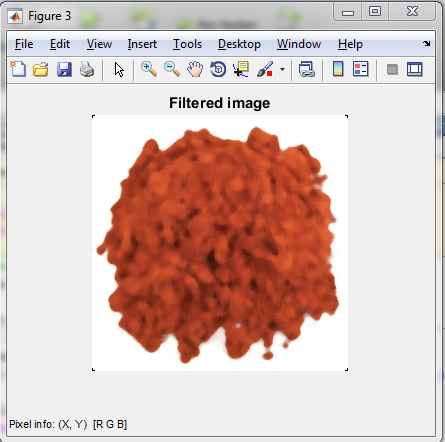 Figure 3
File Edit View Insert Tools Desktop Window Help
Filtered image
Pixel info: (X, Y) [R G B]